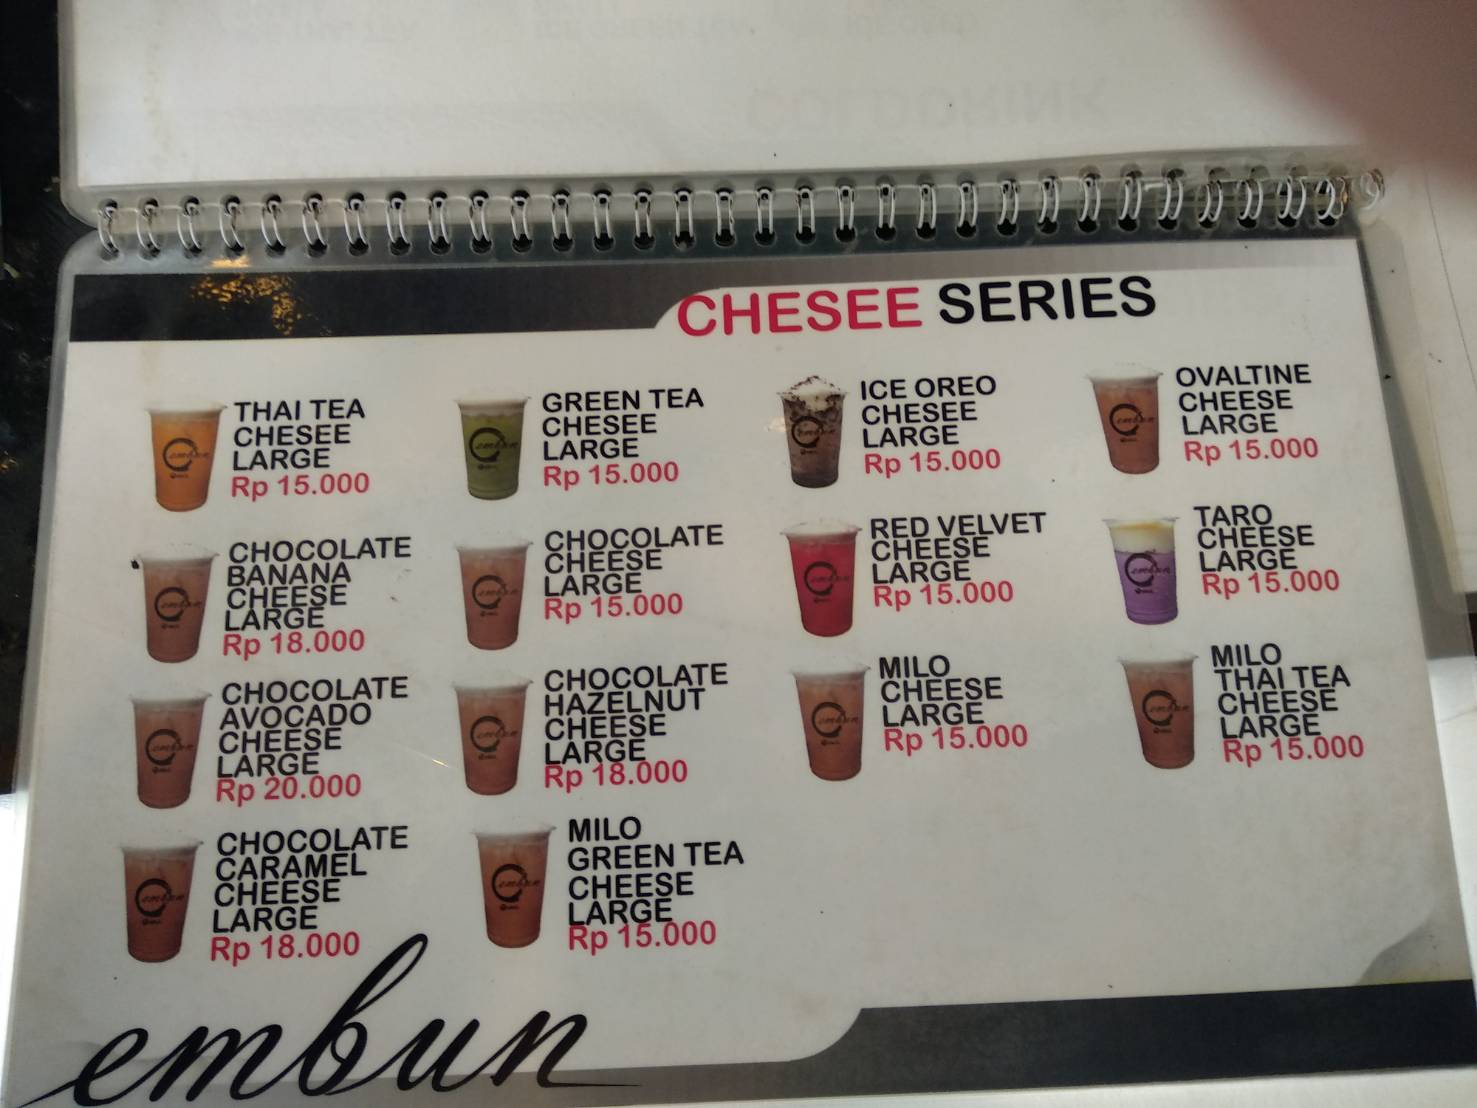 CHESEE SERIES
THAI TEA
CHESEE
LARGE
Rp 15.000
GREEN TEA
CHESEE
LARGE
Rp 15.000
ICE OREO
CHESEE
LARGE
Rp 15.000
OVALTINE
CHEESE
LARGE
Rp 15.000
CHOCOLATE
BANANA
CHEESE
LARGE
Rp 18.000
CHOCOLATE
CHEESE
LARGE
Rp 15.000
RED VELVET
CHEESE
LARGE
Rp 15.000
TARO
CHEESE
LARGE
Rp 15.000
CHOCOLATE
AVOCADO
CHEESE
LARGE
Rp 20.000
CHOCOLATE
HAZELNUT
CHEESE
LARGE
Rp 18.000
MILO
CHEESE
LARGE
Rp 15.000
MILO
THAI TEA
CHEESE
LARGE
Rp 15.000
CHOCOLATE
CARAMEL
CHEESE
LARGE
Rp 18.000
MILO
GREEN TEA
CHEESE
LARGE
Rp 15.000
embun